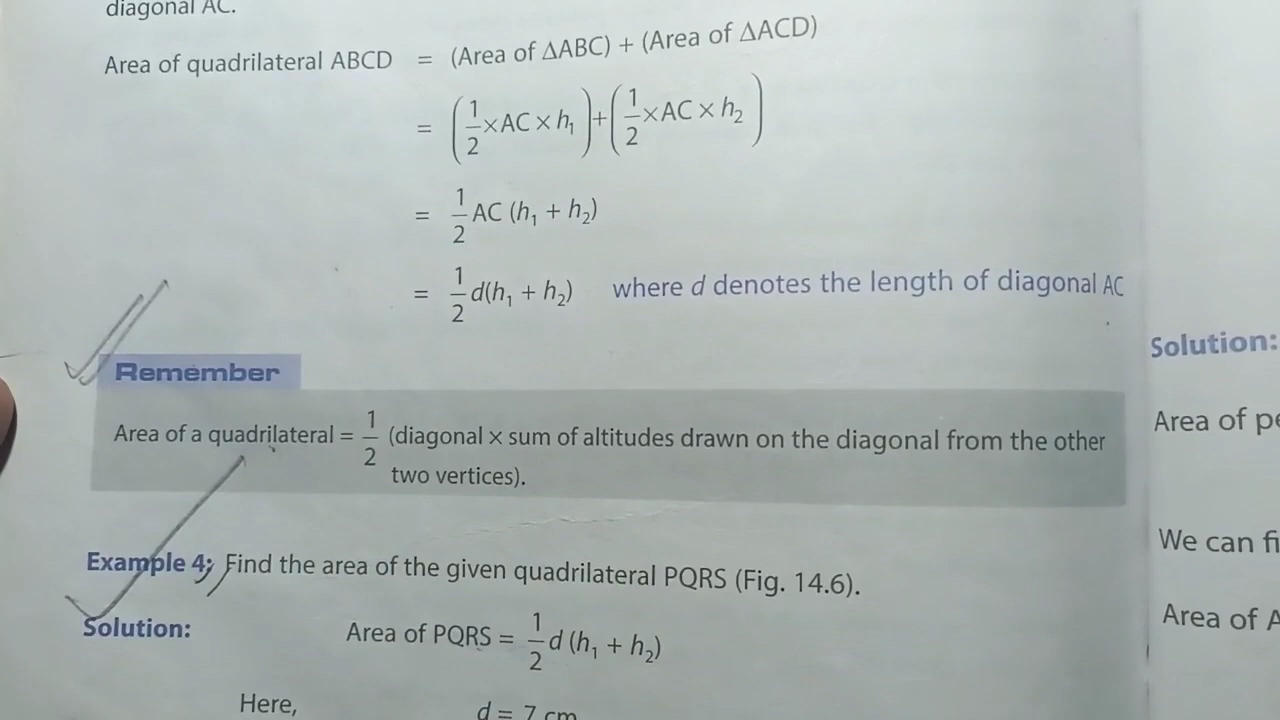 diagonal AC.
Area of quadrilateral ABCD = (Area of ΔABC) + (Area of ΔACD)
= (1/2 × AC × h₁) + (1/2 × AC × h₂)
= 1/2 AC (h₁ + h₂)
= 1/2 d(h₁ + h₂) where d denotes the length of diagonal AC
Remember
Area of a quadrilateral = 1/2 (diagonal × sum of altitudes drawn on the diagonal from the other
two vertices).
Example 4: Find the area of the given quadrilateral PQRS (Fig. 14.6).
Solution: Area of PQRS = 1/2 d (h₁ + h₂)
Here, d = 7 cm
Solution:
Area of
We can
Area of